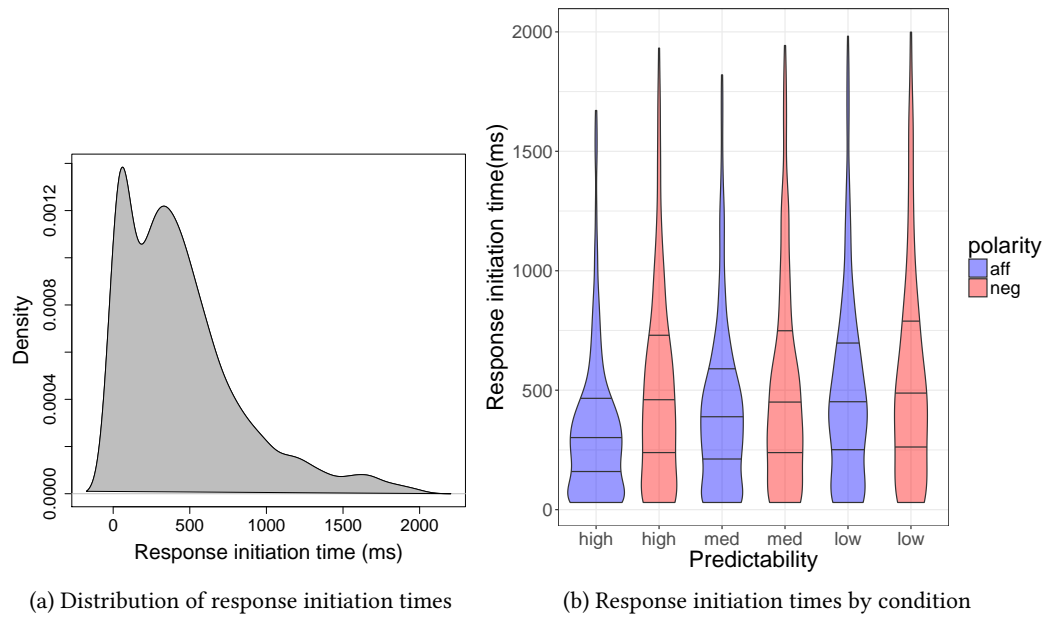 0.0000 0.0004 0.0008 0.0012
Density
0 500 1000 1500 2000
Response initiation time (ms)
(a) Distribution of response initiation times
2000
1500
1000
500
0
Response initiation time(ms)
high high med med low low
Predictability
polarity
aff
neg
(b) Response initiation times by condition